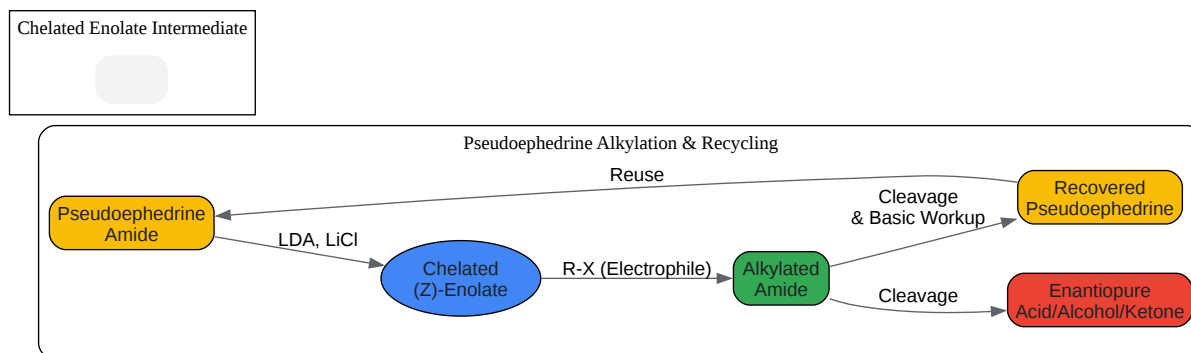 Chelated Enolate Intermediate
Pseudoephedrine Alkylation & Recycling
Reuse
Pseudoephedrine
Amide
LDA, LiCl
Chelated
(Z)-Enolate
R-X (Electrophile)
Alkylated
Amide
Cleavage
& Basic Workup
Recovered
Pseudoephedrine
Cleavage
Enantiopure
Acid/Alcohol/Ketone